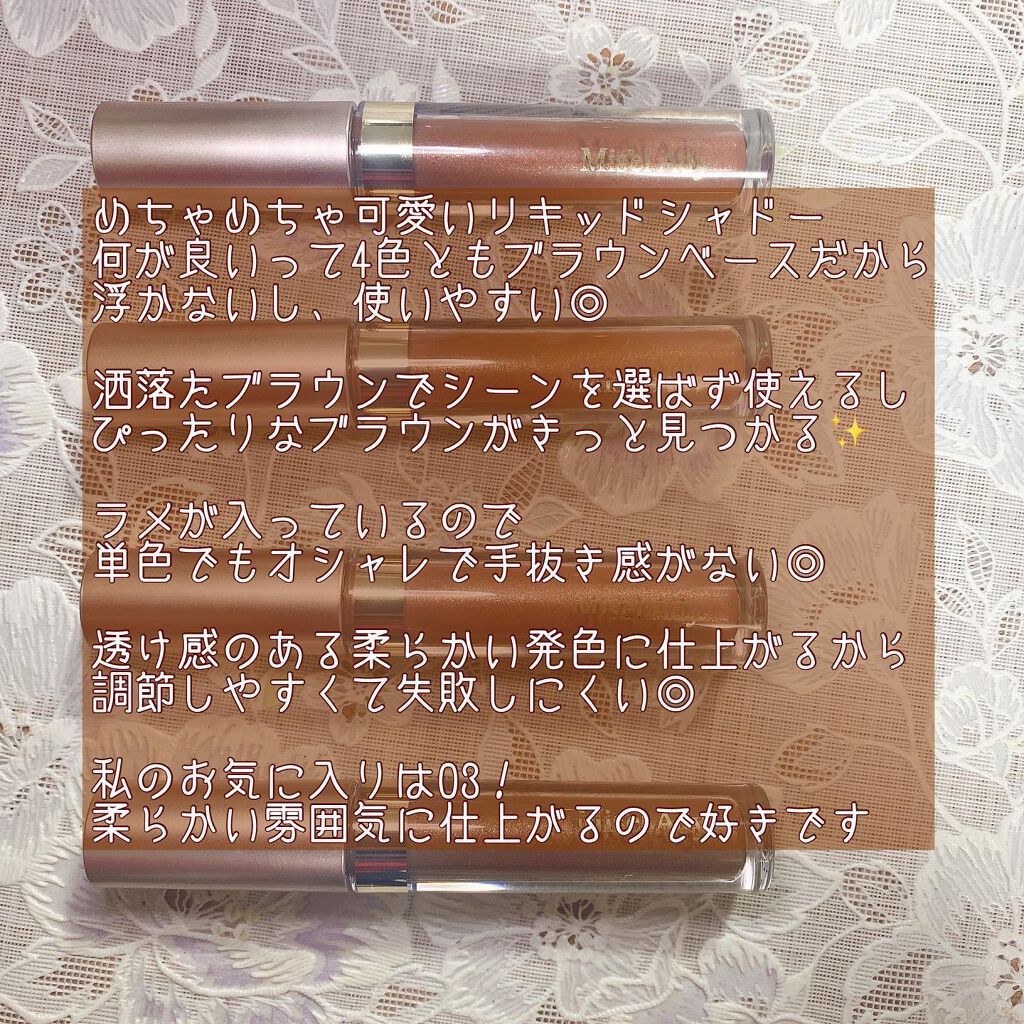 Mifel Ady.
めちゃめちゃ可愛いリキッドシャドー
何が良いって4色ともブラウンベースだから
浮かないし、使いやすい◎
洒落たブラウンでシーンを選ばず使えるし
ぴったりなブラウンがきっと見つかる✨
ラメが入っているので
単色でもオシャレで手抜き感がない◎
透け感のある柔らかい発色に仕上がるから
調節しやすくて失敗しにくい◎
私のお気に入りは03！
柔らかい雰囲気に仕上がるので好きです